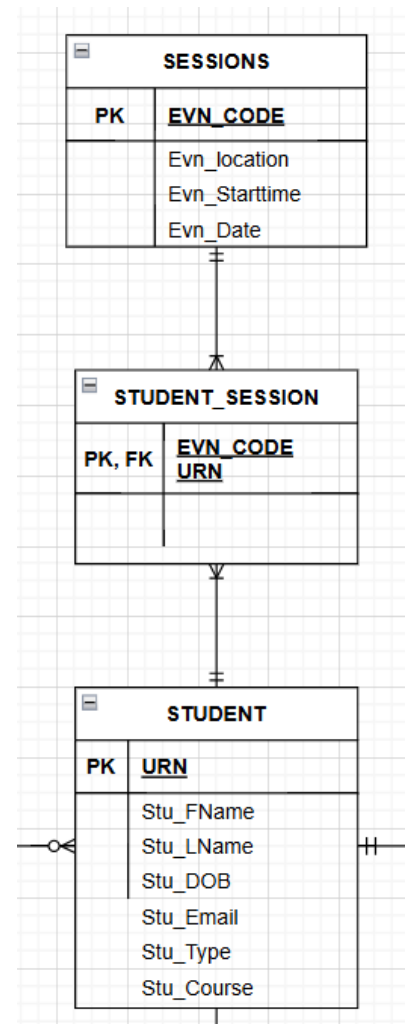 SESSIONS
PK EVN_CODE
Evn_location
Evn_Starttime
Evn_Date
STUDENT_SESSION
PK, FK EVN_CODE
URN
STUDENT
PK URN
Stu_FName
Stu_LName
Stu_DOB
Stu_Email
Stu_Type
Stu_Course